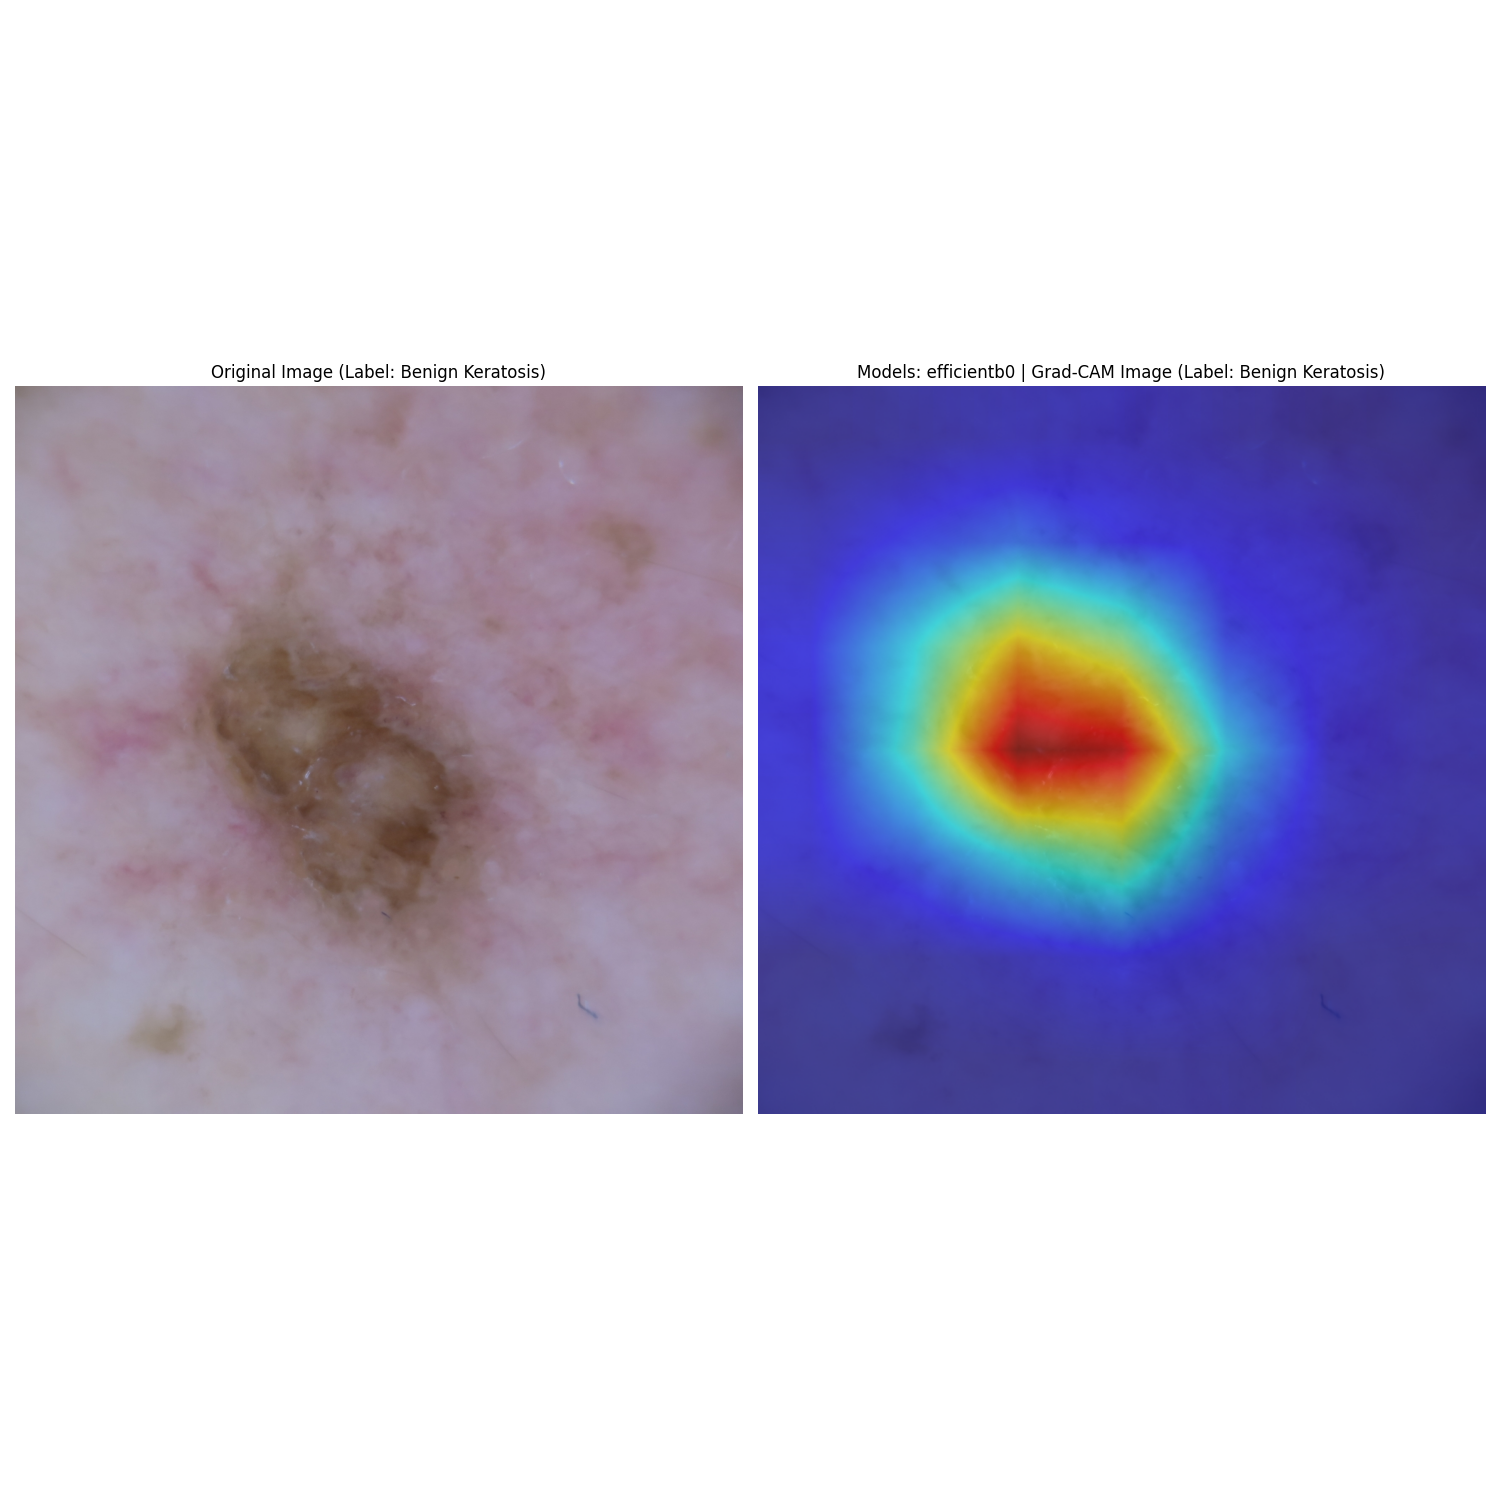 Original Image (Label: Benign Keratosis)
Models: efficientb0 | Grad-CAM Image (Label: Benign Keratosis)